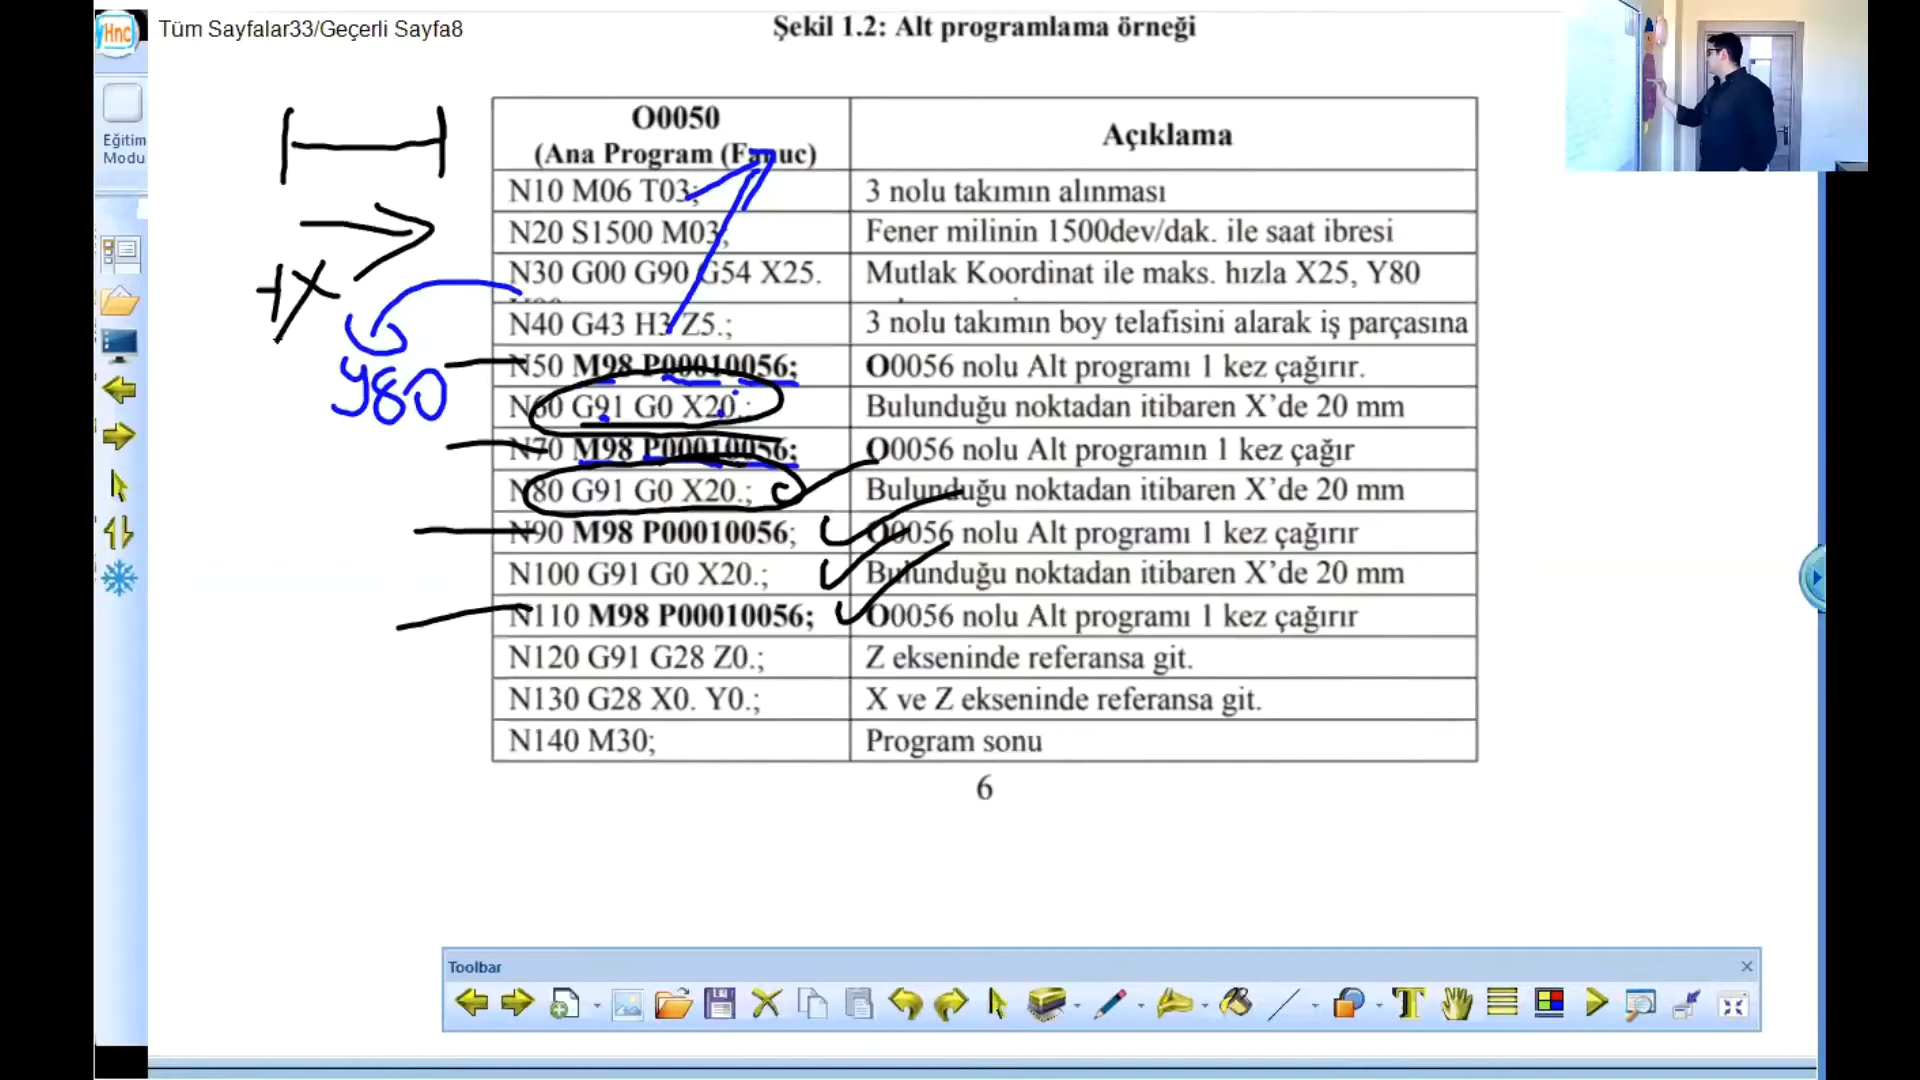 Hnc
Tüm Sayfalar33/Geçerli Sayfa8
Eğitim
Modu
Şekil 1.2: Alt programlama örneği
O0050
(Ana Program (Fanuc)
Açıklama
N10 M06 T03;
3 nolu takımın alınması
N20 S1500 M03;
Fener milinin 1500dev/dak. ile saat ibresi
N30 G00 G90 G54 X25.
Mutlak Koordinat ile maks. hızla X25, Y80
N40 G43 H3 Z5.;
3 nolu takımın boy telafisini alarak iş parçasına
N50 M98 P00010056;
O0056 nolu Alt programı 1 kez çağırır.
N60 G91 G0 X20.;
Bulunduğu noktadan itibaren X’de 20 mm
N70 M98 P00010056;
O0056 nolu Alt programın 1 kez çağır
N80 G91 G0 X20.;
Bulunduğu noktadan itibaren X’de 20 mm
N90 M98 P00010056;
O0056 nolu Alt programı 1 kez çağırır
N100 G91 G0 X20.;
Bulunduğu noktadan itibaren X’de 20 mm
N110 M98 P00010056;
O0056 nolu Alt programı 1 kez çağırır
N120 G91 G28 Z0.;
Z ekseninde referansa git.
N130 G28 X0. Y0.;
X ve Z ekseninde referansa git.
N140 M30;
Program sonu
+X
y80
6
Toolbar